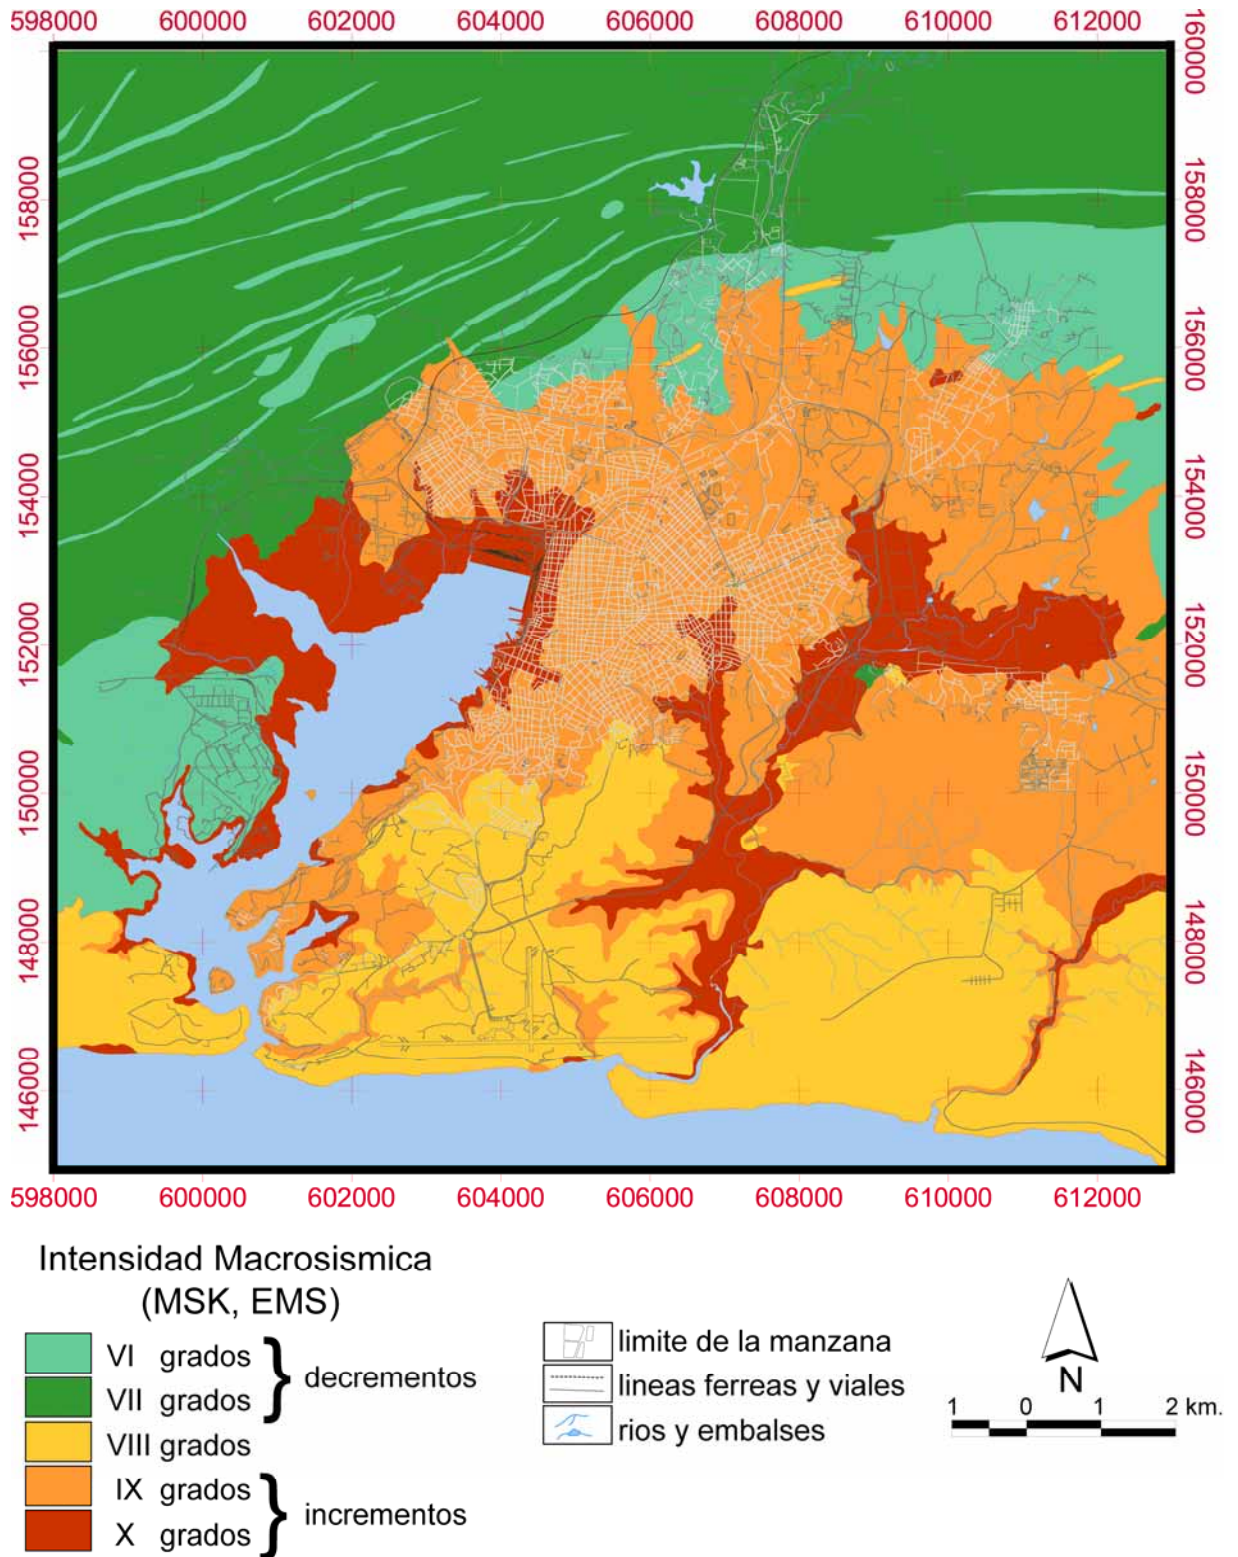 598000 600000 602000 604000 606000 608000 610000 612000
160000
158000
158000
156000
156000
154000
154000
152000
152000
150000
150000
148000
148000
146000
146000
598000 600000 602000 604000 606000 608000 610000 612000
Intensidad Macrosismica
(MSK, EMS)
VI grados
VII grados
decrementos
VIII grados
IX grados
X grados
incrementos
limite de la manzana
lineas ferreas y viales
rios y embalses
N
1 0 1 2 km.